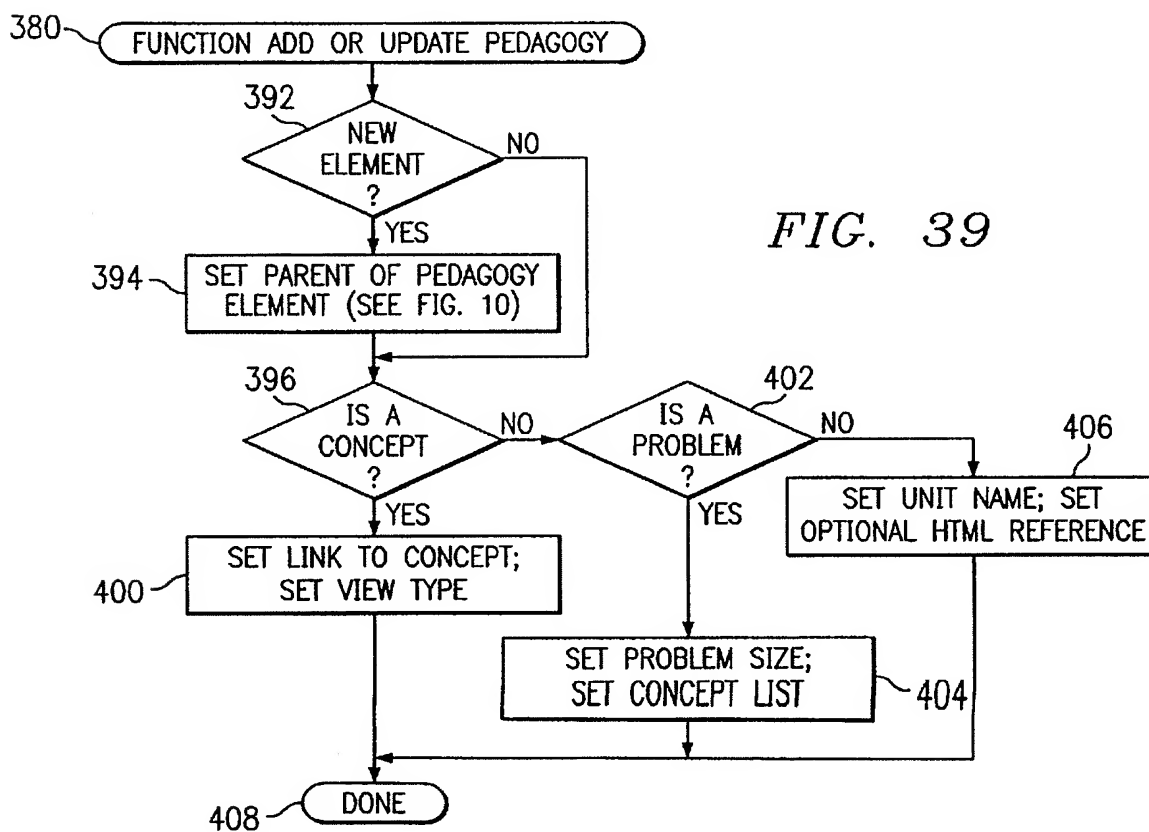 380
FUNCTION ADD OR UPDATE PEDAGOGY
392
NEW
ELEMENT
?
NO
YES
FIG. 39
394
SET PARENT OF PEDAGOGY
ELEMENT (SEE FIG. 10)
396
IS A
CONCEPT
?
NO
YES
402
IS A
PROBLEM
?
NO
YES
406
SET UNIT NAME; SET
OPTIONAL HTML REFERENCE
400
SET LINK TO CONCEPT;
SET VIEW TYPE
SET PROBLEM SIZE;
SET CONCEPT LIST
404
408
DONE